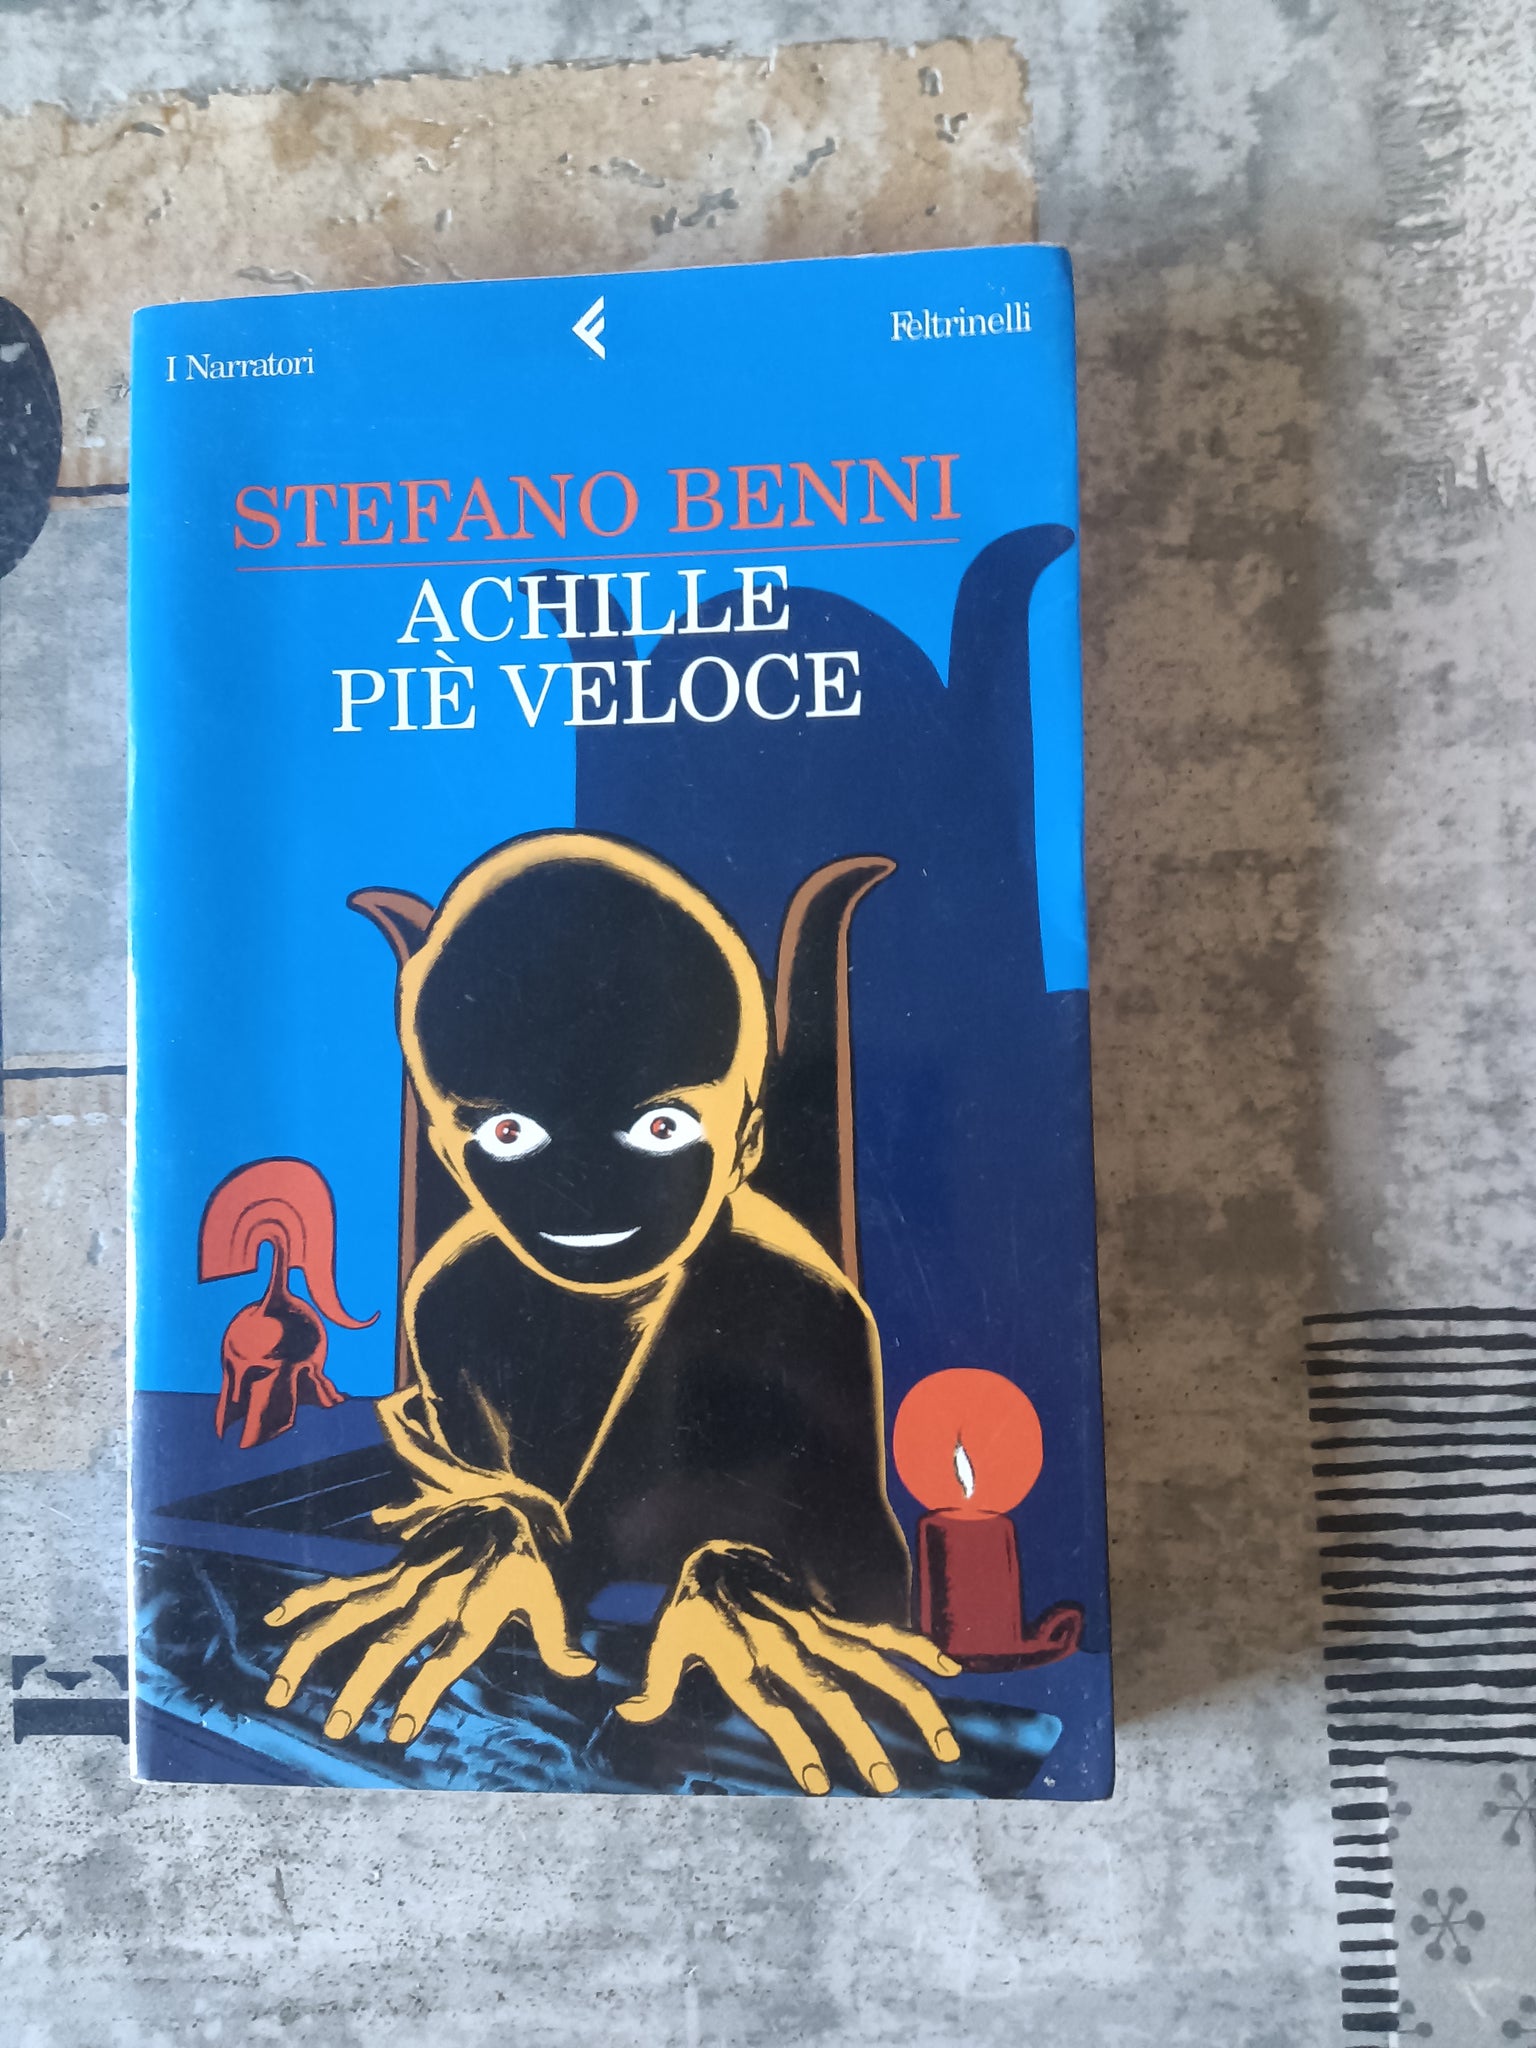 I Narratori
Feltrinelli
STEFANO BENNI
ACHILLE
PIÈ VELOCE